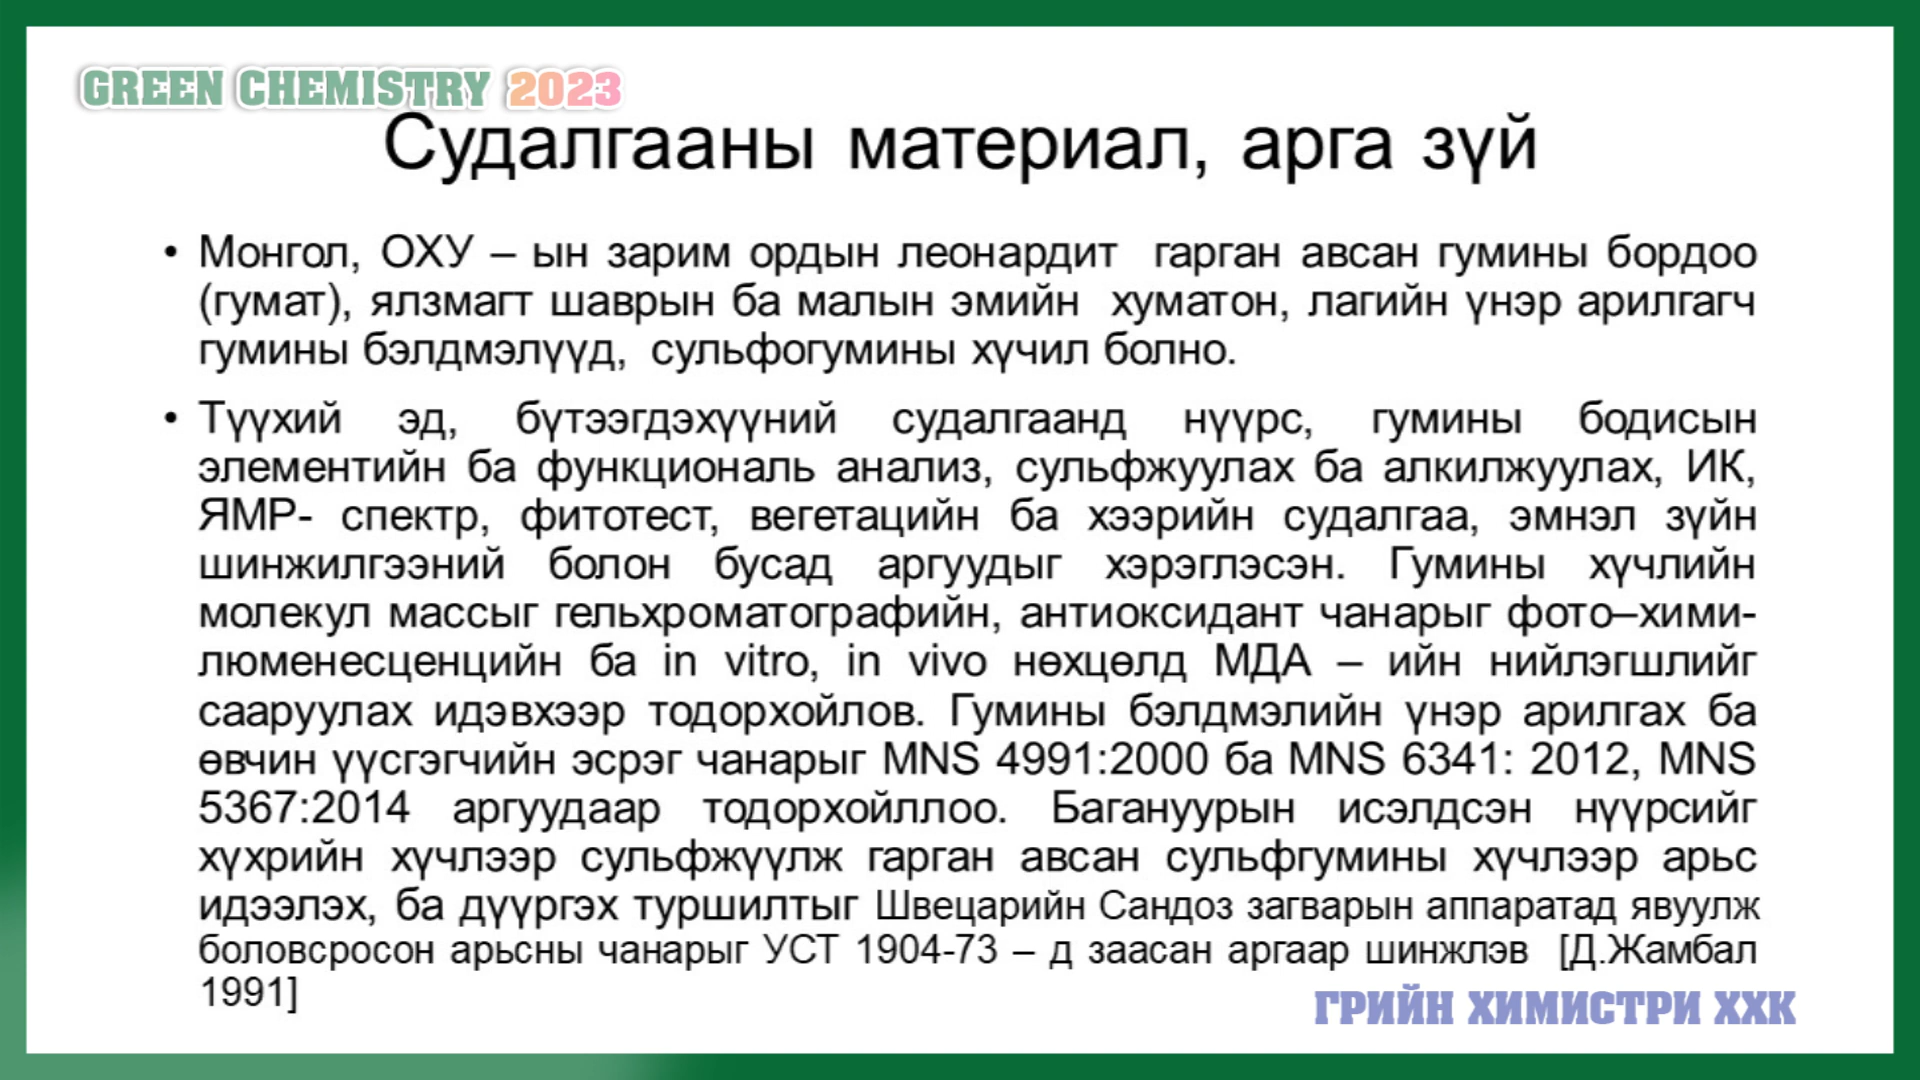 GREEN CHEMISTRY 2023
Судалгааны материал, арга зүй
• Монгол, ОХУ – ын зарим ордын леонардит гарган авсан гумины бордоо
(гумат), ялзмагт шаврын ба малын эмийн хуматон, лагийн үнэр арилгагч
гумины бэлдмэлүүд, сульфогумины хүчил болно.
• Түүхий эд, бүтээгдэхүүний судалгаанд нүүрс, гумины бодисын
элементийн ба функциональ анализ, сульфжуулах ба алкилжуулах, ИК,
ЯМР- спектр, фитотест, вегетацийн ба хээрийн судалгаа, эмнэл зүйн
шинжилгээний болон бусад аргуудыг хэрэглэсэн. Гумины хүчлийн
молекул массыг гельхроматографийн, антиоксидант чанарыг фото–хими-
люменесценцийн ба in vitro, in vivo нөхцөлд МДА – ийн нийлэгшлийг
сааруулах идэвхээр тодорхойлов. Гумины бэлдмэлийн үнэр арилгах ба
өвчин үүсгэгчийн эсрэг чанарыг MNS 4991:2000 ба MNS 6341: 2012, MNS
5367:2014 аргуудаар тодорхойллоо. Багануурын исэлдсэн нүүрсийг
хүхрийн хүчлээр сульфжүүлж гарган авсан сульфгумины хүчлээр арьс
идээлэх, ба дүүргэх туршилтыг Швецарийн Сандоз загварын аппаратад явуулж
боловсросон арьсны чанарыг УСТ 1904-73 – д заасан аргаар шинжлэв [Д.Жамбал
1991]
ГРИЙН ХИМИСТРИ ХХК